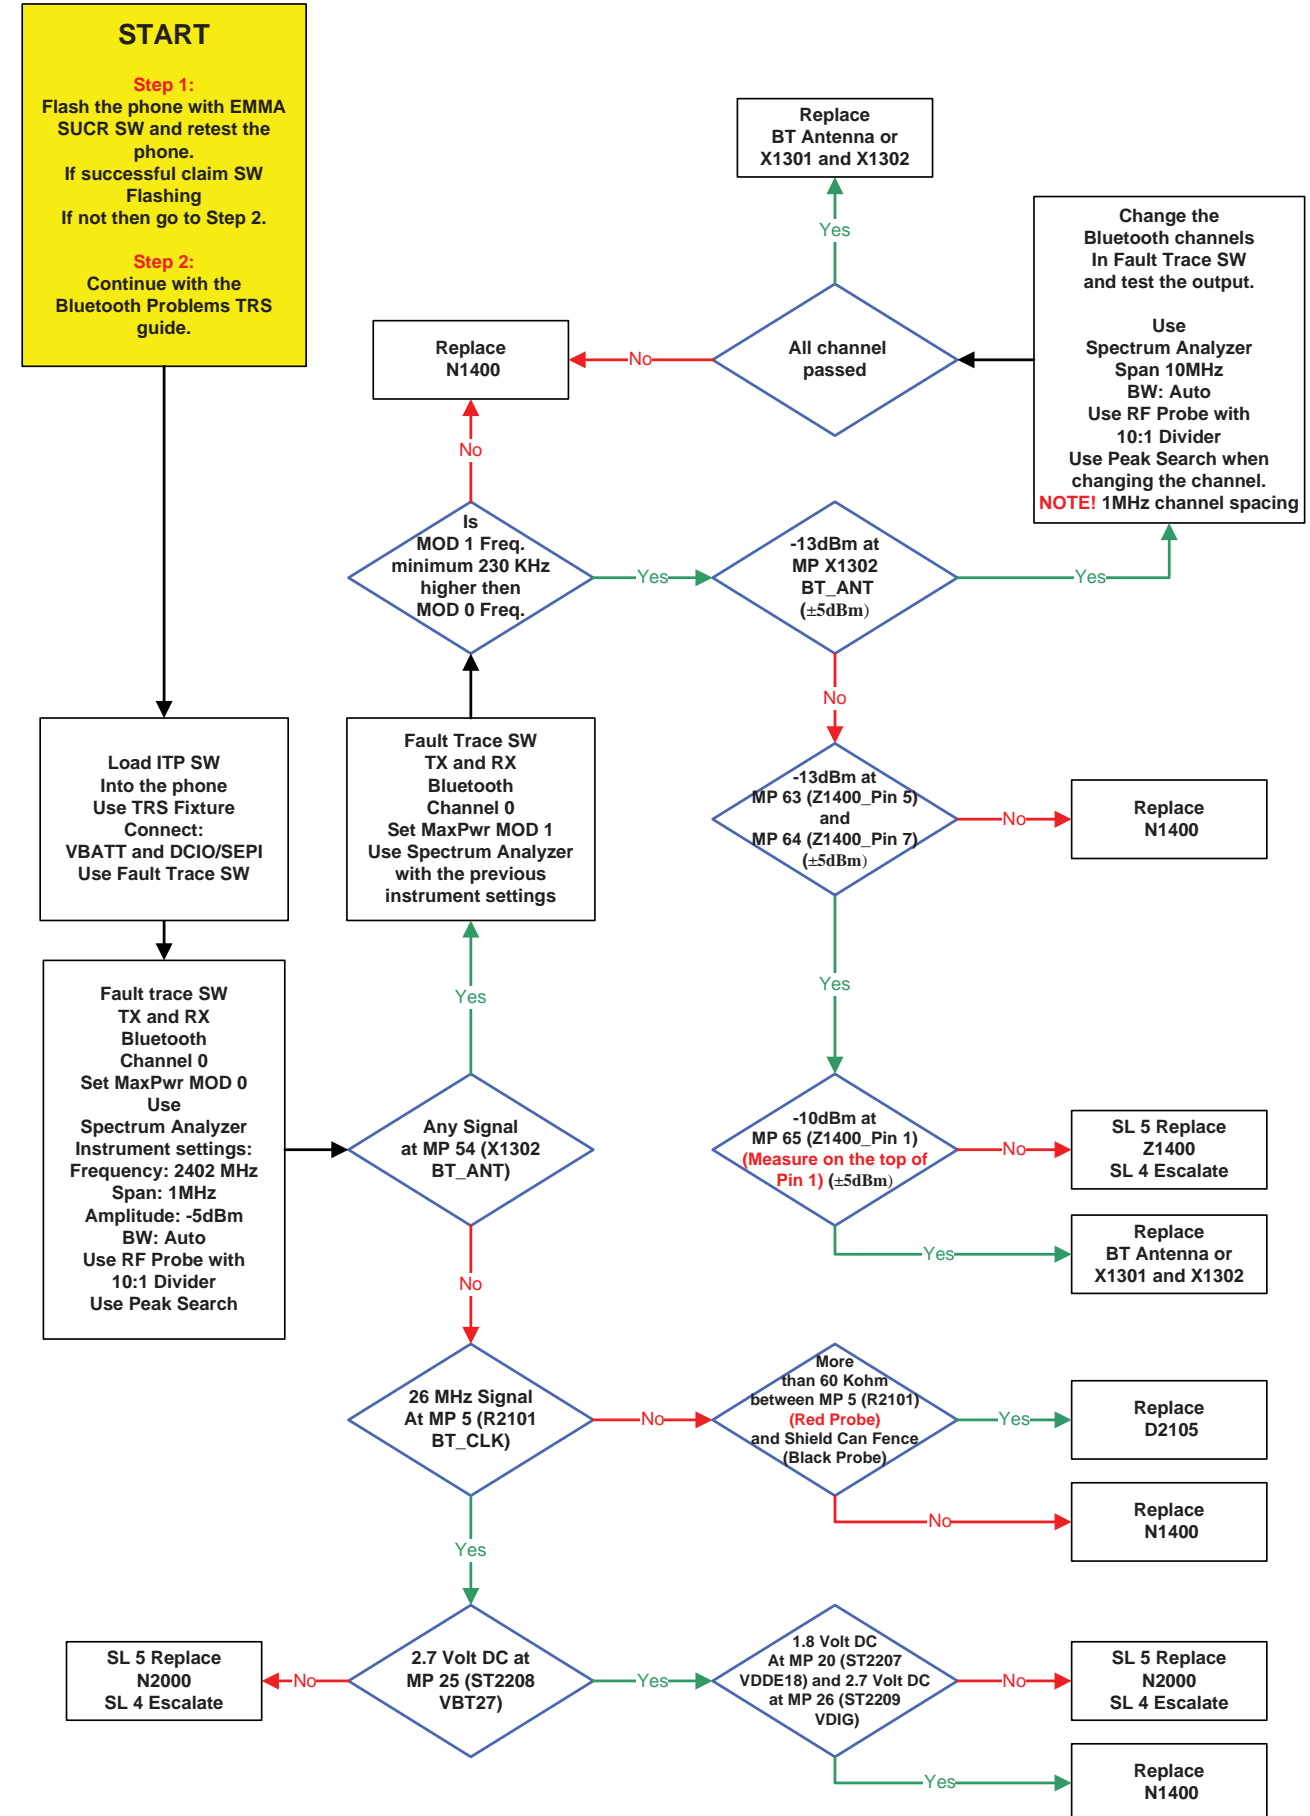 START
Step 1:
Flash the phone with EMMA
SUCR SW and retest the
phone.
If successful claim SW
Flashing
If not then go to Step 2.
Step 2:
Continue with the
Bluetooth Problems TRS
guide.
Replace
BT Antenna or
X1301 and X1302
Yes
Change the
Bluetooth channels
In Fault Trace SW
and test the output.
Use
Spectrum Analyzer
Span 10MHz
BW: Auto
Use RF Probe with
10:1 Divider
Use Peak Search when
changing the channel.
NOTE! 1MHz channel spacing
Replace
N1400
No
All channel
passed
No
Is
MOD 1 Freq.
minimum 230 KHz
higher then
MOD 0 Freq.
Yes
-13dBm at
MP X1302
BT_ANT
(±5dBm)
Yes
No
Load ITP SW
Into the phone
Use TRS Fixture
Connect:
VBATT and DCIO/SEPI
Use Fault Trace SW
Fault Trace SW
TX and RX
Bluetooth
Channel 0
Set MaxPwr MOD 1
Use Spectrum Analyzer
with the previous
instrument settings
-13dBm at
MP 63 (Z1400_Pin 5)
and
MP 64 (Z1400_Pin 7)
(±5dBm)
No
Replace
N1400
Yes
Yes
Fault trace SW
TX and RX
Bluetooth
Channel 0
Set MaxPwr MOD 0
Use
Spectrum Analyzer
Instrument settings:
Frequency: 2402 MHz
Span: 1MHz
Amplitude: -5dBm
BW: Auto
Use RF Probe with
10:1 Divider
Use Peak Search
Any Signal
at MP 54 (X1302
BT_ANT)
-10dBm at
MP 65 (Z1400_Pin 1)
(Measure on the top of
Pin 1) (±5dBm)
No
SL 5 Replace
Z1400
SL 4 Escalate
Yes
Replace
BT Antenna or
X1301 and X1302
No
26 MHz Signal
At MP 5 (R2101
BT_CLK)
No
More
than 60 Kohm
between MP 5 (R2101)
(Red Probe)
and Shield Can Fence
(Black Probe)
Yes
Replace
D2105
No
Replace
N1400
Yes
SL 5 Replace
N2000
SL 4 Escalate
No
2.7 Volt DC at
MP 25 (ST2208
VBT27)
Yes
1.8 Volt DC
At MP 20 (ST2207
VDDE18) and 2.7 Volt DC
at MP 26 (ST2209
VDIG)
No
SL 5 Replace
N2000
SL 4 Escalate
Yes
Replace
N1400